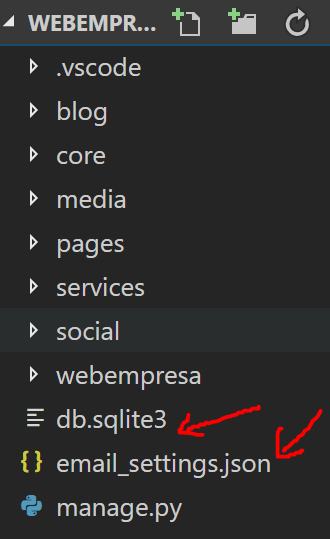 WEBEMPR...
.vscode
blog
core
media
pages
services
social
webempresa
db.sqlite3
{ } email_settings.json
manage.py